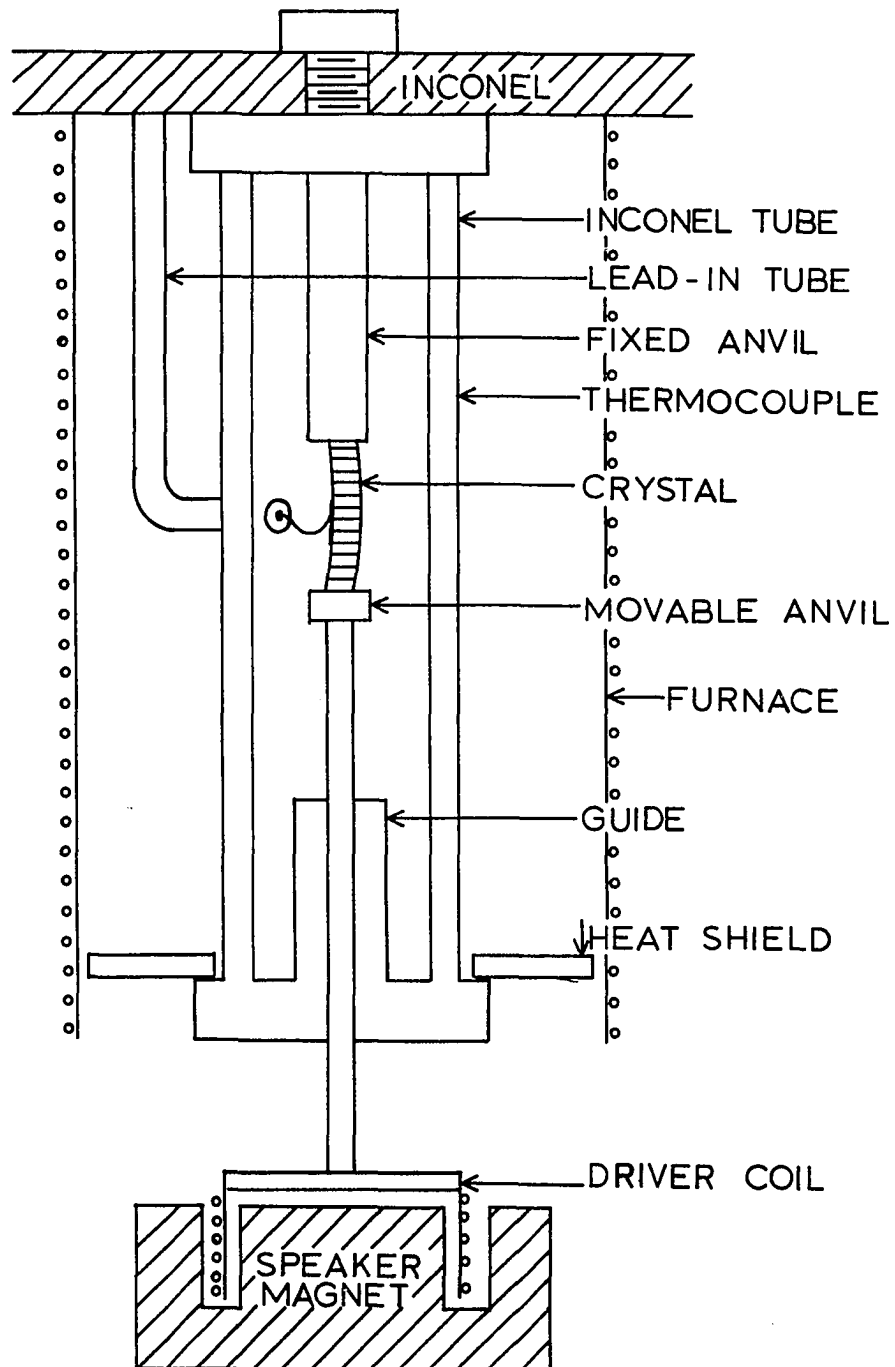 INCONEL
INCONEL TUBE
LEAD-IN TUBE
FIXED ANVIL
THERMOCOUPLE
CRYSTAL
MOVABLE ANVIL
FURNACE
GUIDE
HEAT SHIELD
DRIVER COIL
SPEAKER
MAGNET